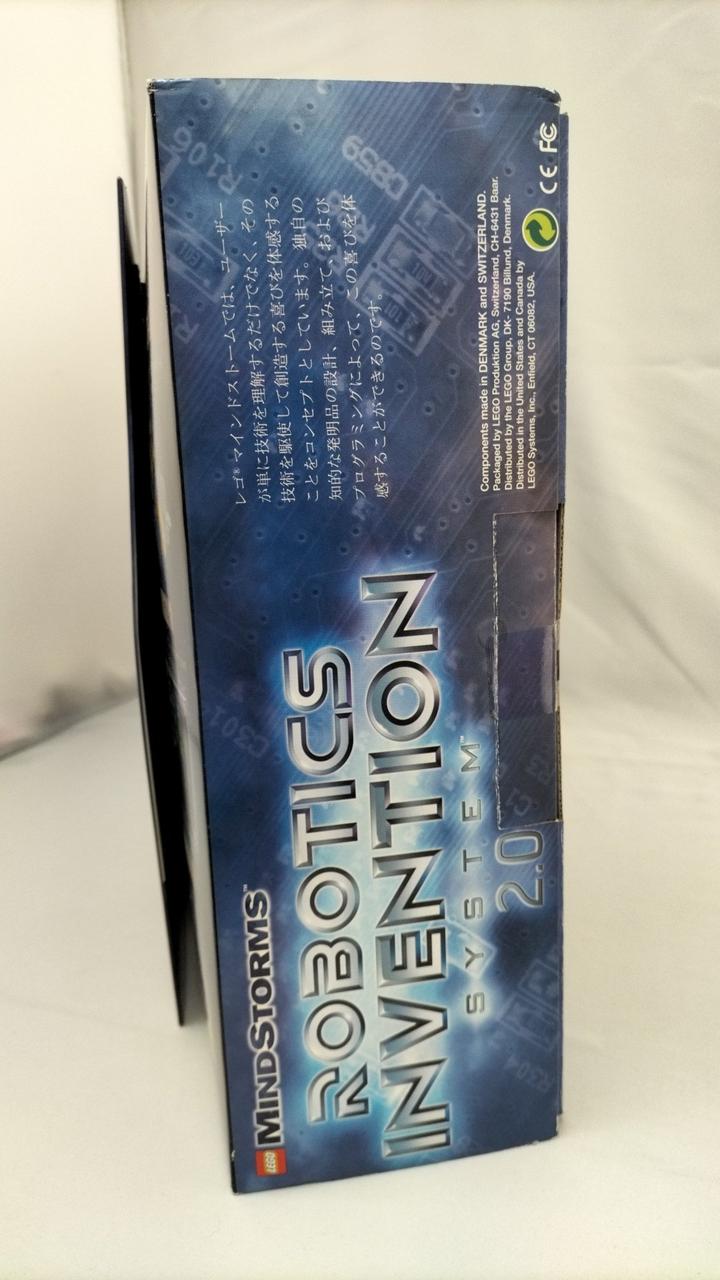 LEGO MINDSTORMS™
ROBOTICS
INVENTION
SYSTEM™
2.0
レゴ® マインドストームでは、ユーザー
が単に技術を理解するだけでなく、その
技術を駆使して創造する喜びを体感する
ことをコンセプトとしています。独自の
知的な発明品の設計、組み立て、および
プログラミングによって、この喜びを体
感することができるのです。
Components made in DENMARK and SWITZERLAND.
Packaged by LEGO Produktion AG, Switzerland, CH-6431 Baar.
Distributed by the LEGO Group, DK- 7190 Billund, Denmark.
Distributed in the United States and Canada by
LEGO Systems, Inc., Enfield, CT 06082, USA.
CE FC
R106
C959
C301
R304